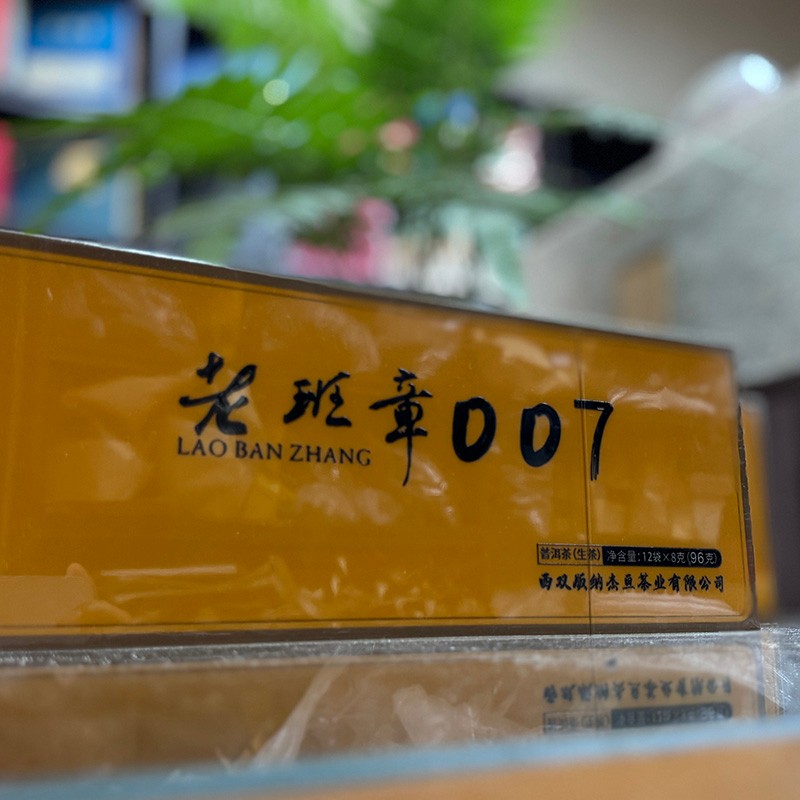 老班章007
LAO BAN ZHANG
普洱茶(生茶) 净含量:12袋×8克(96克)
西双版纳杰豆茶业有限公司